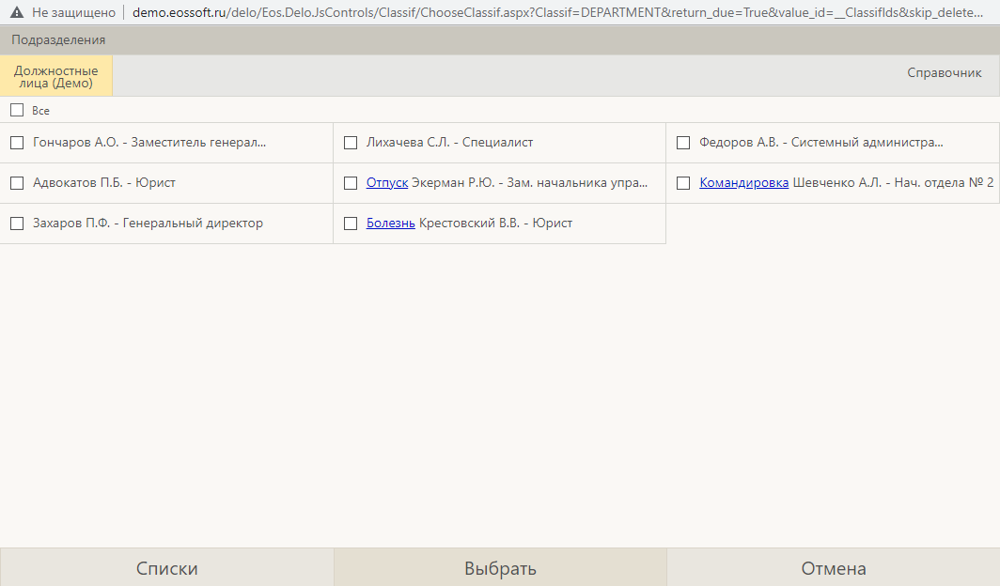 Не защищено demo.eossoft.ru/delo/Eos.Delo.JsControls/Classif/ChooseClassif.aspx?Classif=DEPARTMENT&return_due=True&value_id=__ClassifIds&skip_delete...
Подразделения
Должностные
лица (Демо)
Справочник
Все
Гончаров А.О. - Заместитель генерал...
Лихачева С.Л. - Специалист
Федоров А.В. - Системный администра...
Адвокатов П.Б. - Юрист
Отпуск Экерман Р.Ю. - Зам. начальника упра...
Командировка Шевченко А.Л. - Нач. отдела № 2
Захаров П.Ф. - Генеральный директор
Болезнь Крестовский В.В. - Юрист
Списки
Выбрать
Отмена